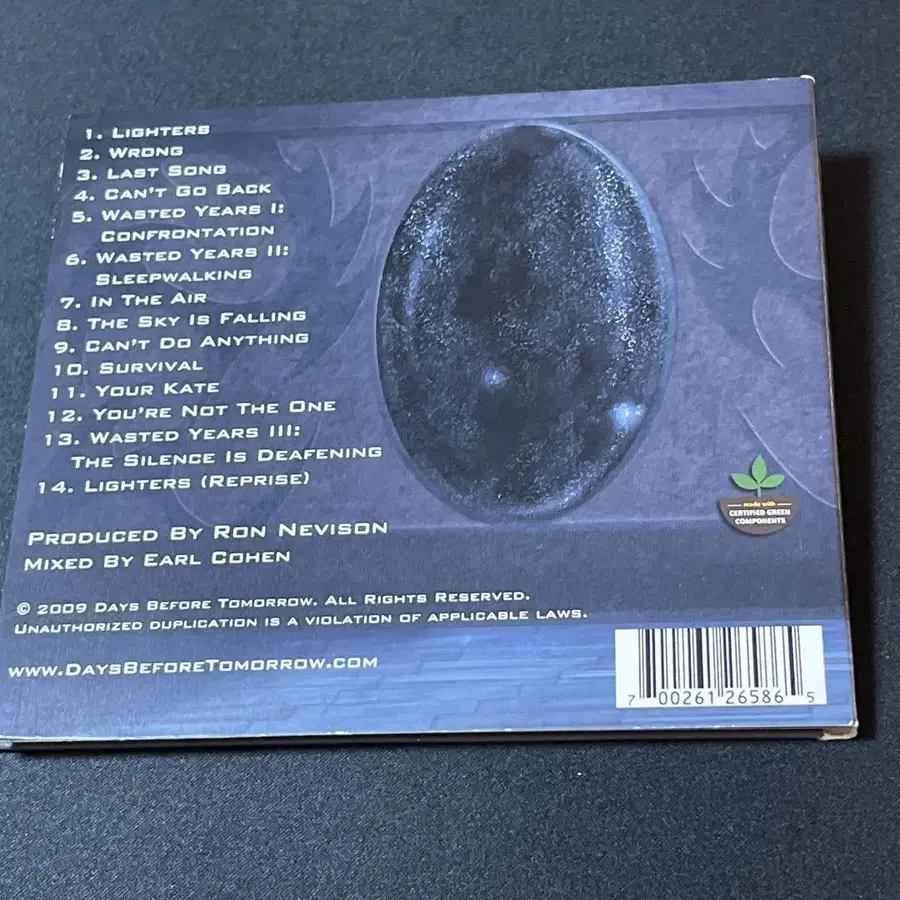 1. LIGHTERS
2. WRONG
3. LAST SONG
4. CAN'T GO BACK
5. WASTED YEARS I:
CONFRONTATION
6. WASTED YEARS II:
SLEEPWALKING
7. IN THE AIR
8. THE SKY IS FALLING
9. CAN'T DO ANYTHING
10. SURVIVAL
11. YOUR KATE
12. YOU'RE NOT THE ONE
13. WASTED YEARS III:
THE SILENCE IS DEAFENING
14. LIGHTERS (REPRISE)
PRODUCED BY RON NEVISON
MIXED BY EARL COHEN
© 2009 DAYS BEFORE TOMORROW. ALL RIGHTS RESERVED.
UNAUTHORIZED DUPLICATION IS A VIOLATION OF APPLICABLE LAWS.
WWW.DAYSBEFORETOMORROW.COM
made with
CERTIFIED GREEN
COMPONENTS
7 00261 26586 5